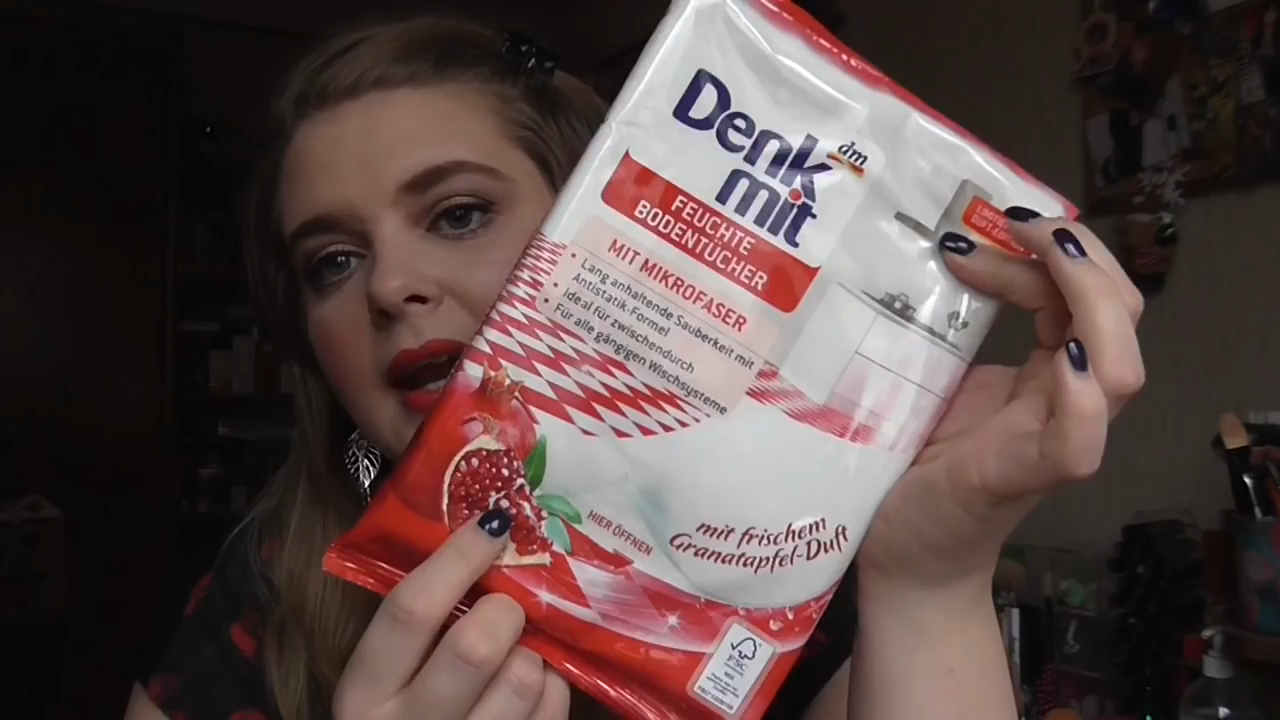 Denk
mit
dm
FEUCHTE
BODENTÜCHER
MIT MIKROFASER
• Lang anhaltende Sauberkeit mit
Antistatik-Formel
• Ideal für zwischendurch
• Für alle gängigen Wischsysteme
HIER ÖFFNEN
mit frischem
Granatapfel-Duft
FSC